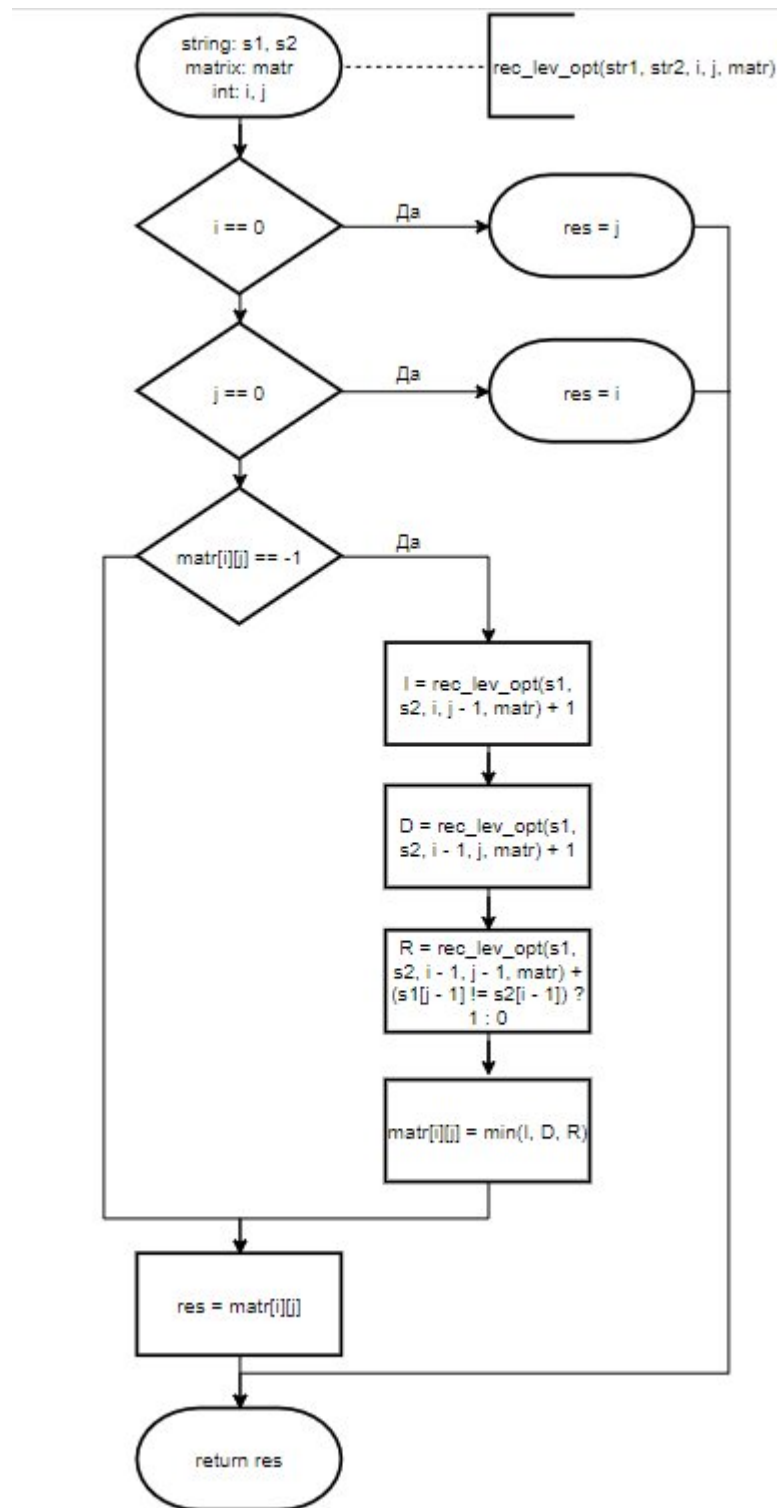 string: s1, s2
matrix: matr
int: i, j
rec_lev_opt(str1, str2, i, j, matr)
i == 0
Да
res = j
j == 0
Да
res = i
matr[i][j] == -1
Да
I = rec_lev_opt(s1,
s2, i, j - 1, matr) + 1
D = rec_lev_opt(s1,
s2, i - 1, j, matr) + 1
R = rec_lev_opt(s1,
s2, i - 1, j - 1, matr) +
(s1[j - 1] != s2[i - 1]) ?
1 : 0
matr[i][j] = min(I, D, R)
res = matr[i][j]
return res